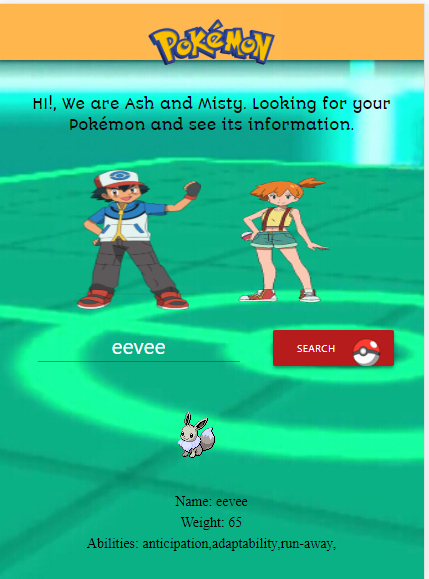 POKéMON
HI!, We are Ash and Misty. Looking for your
Pokémon and see its information.
eevee
SEARCH
Name: eevee
Weight: 65
Abilities: anticipation,adaptability,run-away,